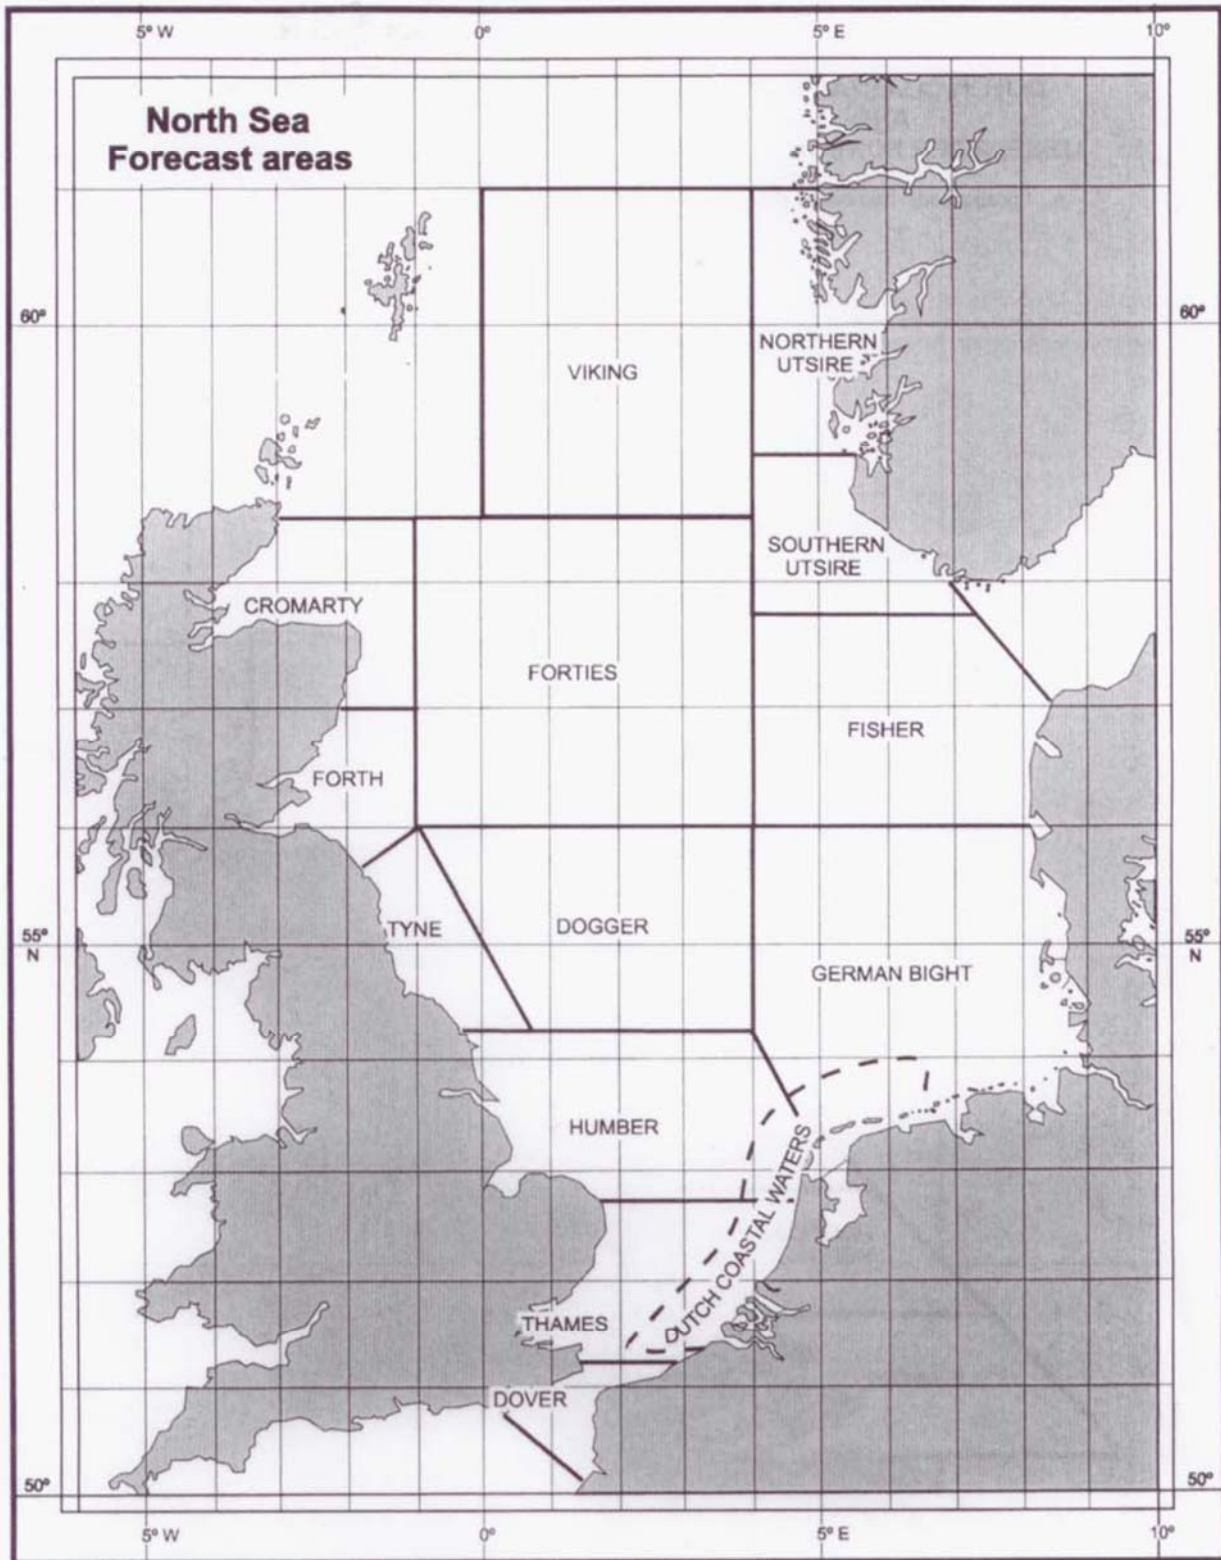 5° W
0°
5° E
10°
North Sea
Forecast areas
60°
60°
NORTHERN
UTSIRE
VIKING
SOUTHERN
UTSIRE
CROMARTY
FORTIES
FISHER
FORTH
TYNE
DOGGER
55°
N
55°
N
GERMAN BIGHT
HUMBER
DUTCH COASTAL WATERS
THAMES
DOVER
50°
50°
5° W
0°
5° E
10°